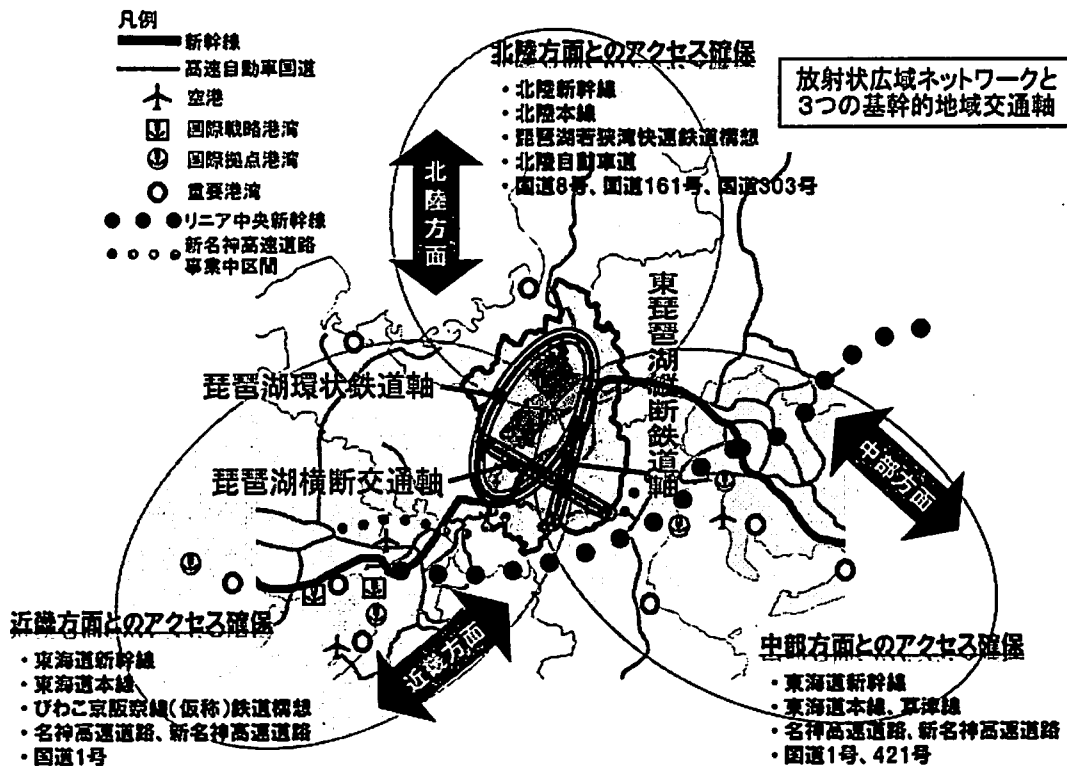 凡例
新幹線
高速自動車国道
空港
国際戦略港湾
国際拠点港湾
重要港湾
リニア中央新幹線
新名神高速道路
事業中区間
放射状広域ネットワークと
3つの基幹的地域交通軸
北陸方面とのアクセス確保
・北陸新幹線
・北陸本線
・琵琶湖若狭湾快速鉄道構想
・北陸自動車道
・国道8号、国道161号、国道303号
北陸方面
東琵琶湖縦断鉄道軸
琵琶湖環状鉄道軸
琵琶湖横断交通軸
中部方面
近畿方面
近畿方面とのアクセス確保
・東海道新幹線
・東海道本線
・びわこ京阪奈線(仮称)鉄道構想
・名神高速道路、新名神高速道路
・国道1号
中部方面とのアクセス確保
・東海道新幹線
・東海道本線、草津線
・名神高速道路、新名神高速道路
・国道1号、421号